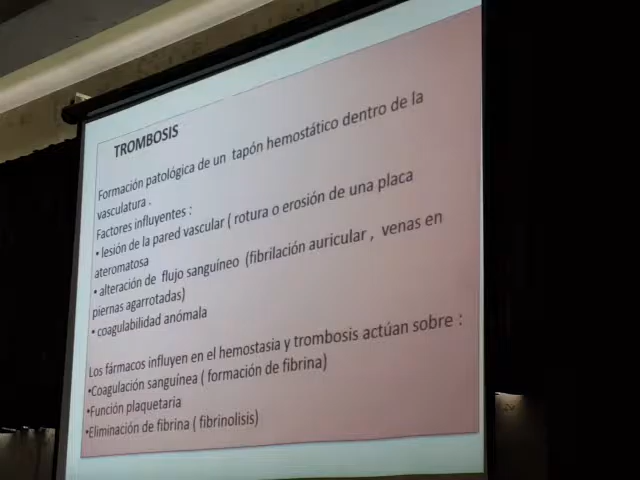 TROMBOSIS
Formación patológica de un tapón hemostático dentro de la
vasculatura .
Factores influyentes :
• lesión de la pared vascular ( rotura o erosión de una placa
ateromatosa
• alteración de flujo sanguíneo (fibrilación auricular , venas en
piernas agarrotadas)
• coagulabilidad anómala
Los fármacos influyen en el hemostasia y trombosis actúan sobre :
•Coagulación sanguínea ( formación de fibrina)
•Función plaquetaria
•Eliminación de fibrina ( fibrinolisis)